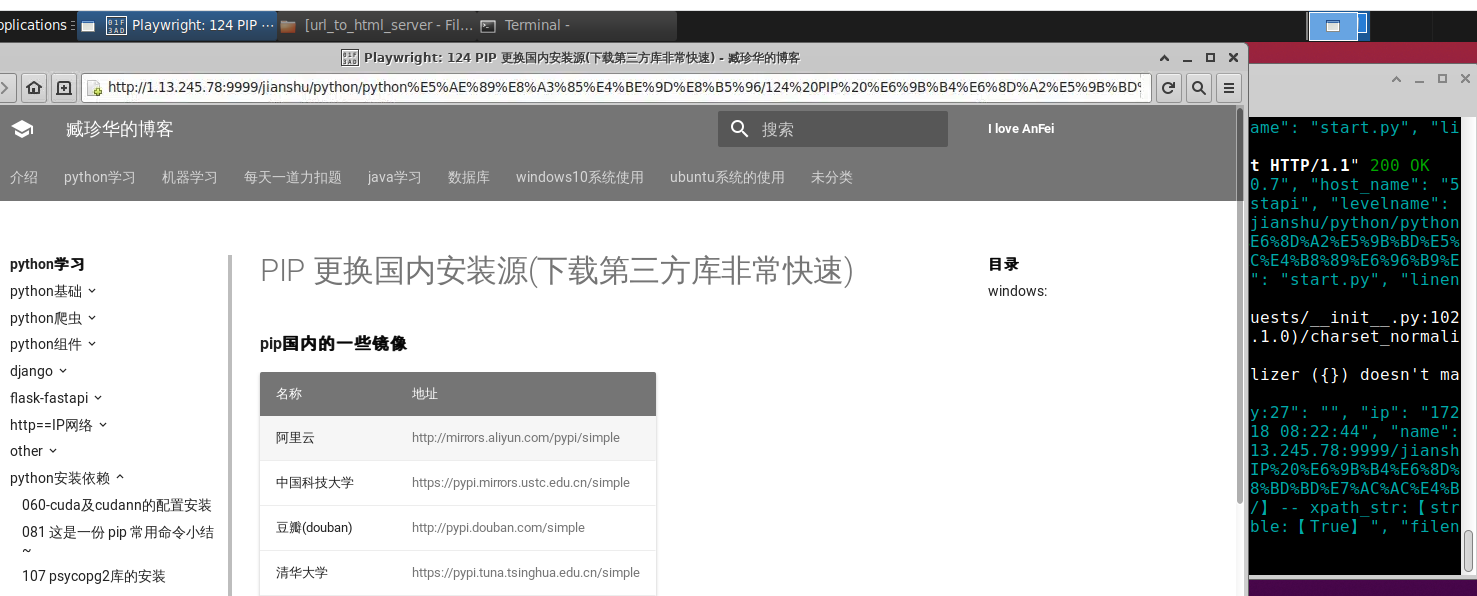 pplications
Playwright: 124 PIP ...
[url_to_html_server - Fil...
Terminal -
Playwright: 124 PIP 更换国内安装源(下载第三方库非常快速) - 臧珍华的博客
http://1.13.245.78:9999/jianshu/python/python%E5%AE%89%E8%A3%85%E4%BE%9D%E8%B5%96/124%20PIP%20%E6%9B%B4%E6%8D%A2%E5%9B%BD%
臧珍华的博客
搜索
I love AnFei
介绍 python学习 机器学习 每天一道力扣题 java学习 数据库 windows10系统使用 ubuntu系统的使用 未分类
python学习
python基础
python爬虫
python组件
django
flask-fastapi
http==IP网络
other
python安装依赖
060-cuda及cudann的配置安装
081 这是一份 pip 常用命令小结
~
107 psycopg2库的安装
PIP 更换国内安装源(下载第三方库非常快速)
pip国内的一些镜像
名称 地址
阿里云 http://mirrors.aliyun.com/pypi/simple
中国科技大学 https://pypi.mirrors.ustc.edu.cn/simple
豆瓣(douban) http://pypi.douban.com/simple
清华大学 https://pypi.tuna.tsinghua.edu.cn/simple
目录
windows:
ame": "start.py", "li
t HTTP/1.1" 200 OK
0.7", "host_name": "5
stapi", "levelname":
jianshu/python/python
E6%8D%A2%E5%9B%BD%E5%
C%E4%B8%89%E6%96%B9%E
": "start.py", "linen
uests/__init__.py:102
.1.0)/charset_normali
lizer ({}) doesn't ma
y:27": "", "ip": "172
18 08:22:44", "name":
13.245.78:9999/jiansh
IP%20%E6%9B%B4%E6%8D%
8%BD%BD%E7%AC%AC%E4%B
/】-- xpath_str:【str
ble:【True】 ", "filen